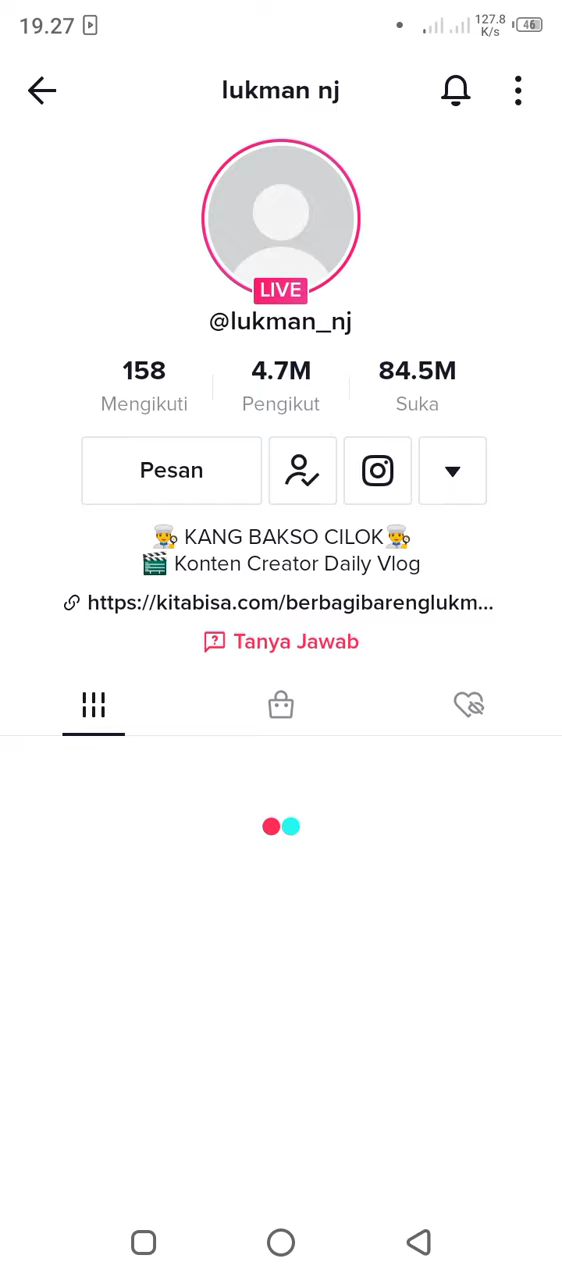 19.27
127.8
K/s
46
lukman nj
LIVE
@lukman_nj
158
4.7M
84.5M
Mengikuti
Pengikut
Suka
Pesan
👨‍🍳 KANG BAKSO CILOK👨‍🍳
🎬 Konten Creator Daily Vlog
https://kitabisa.com/berbagibarenglukm...
Tanya Jawab